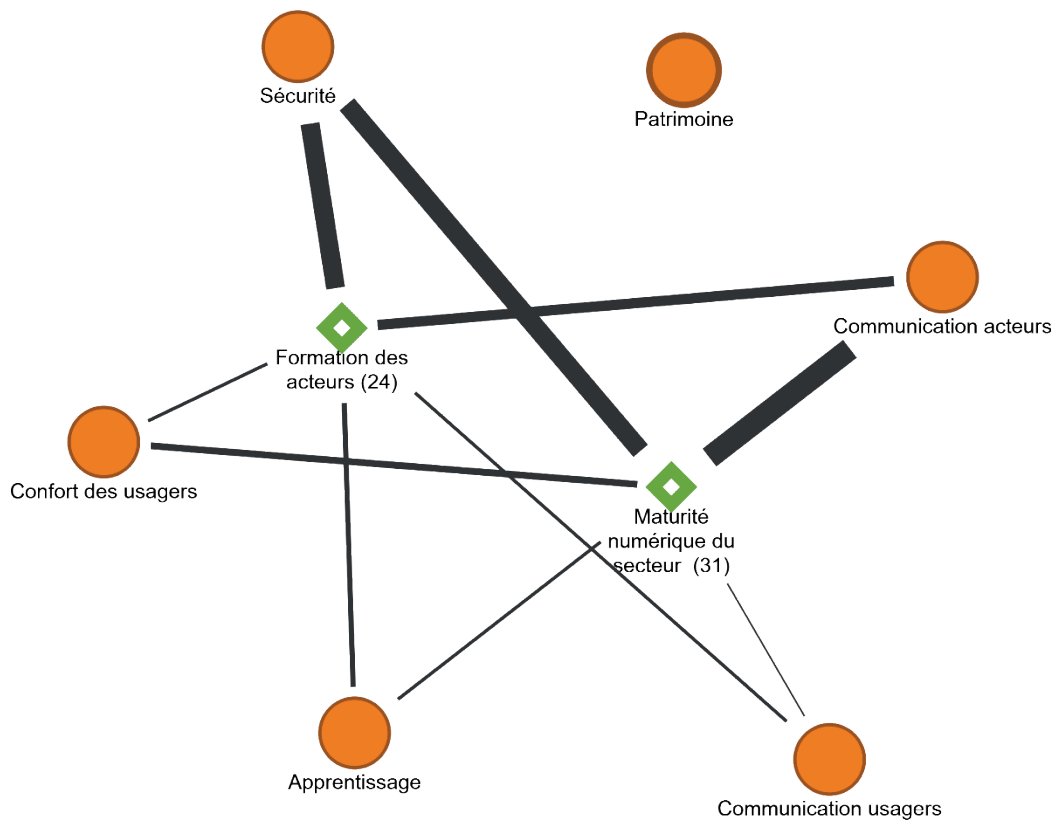 Sécurité
Patrimoine
Communication acteurs
Formation des
acteurs (24)
Confort des usagers
Maturité
numérique du
secteur  (31)
Apprentissage
Communication usagers